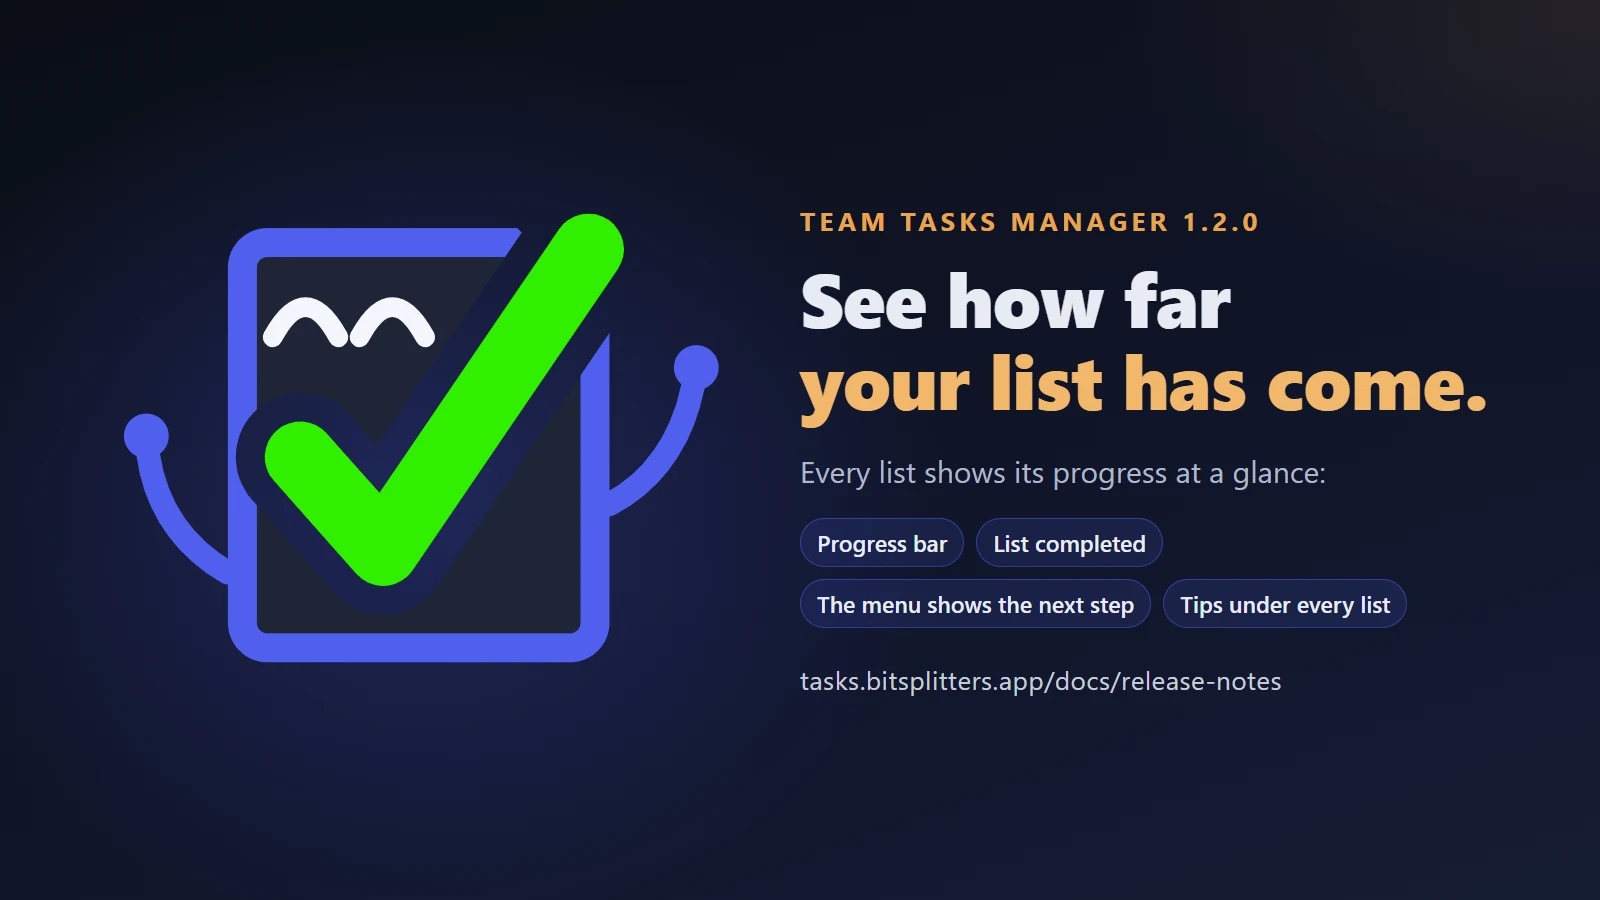 TEAM TASKS MANAGER 1.2.0
See how far
your list has come.
Every list shows its progress at a glance:
Progress bar
List completed
The menu shows the next step
Tips under every list
tasks.bitsplitters.app/docs/release-notes